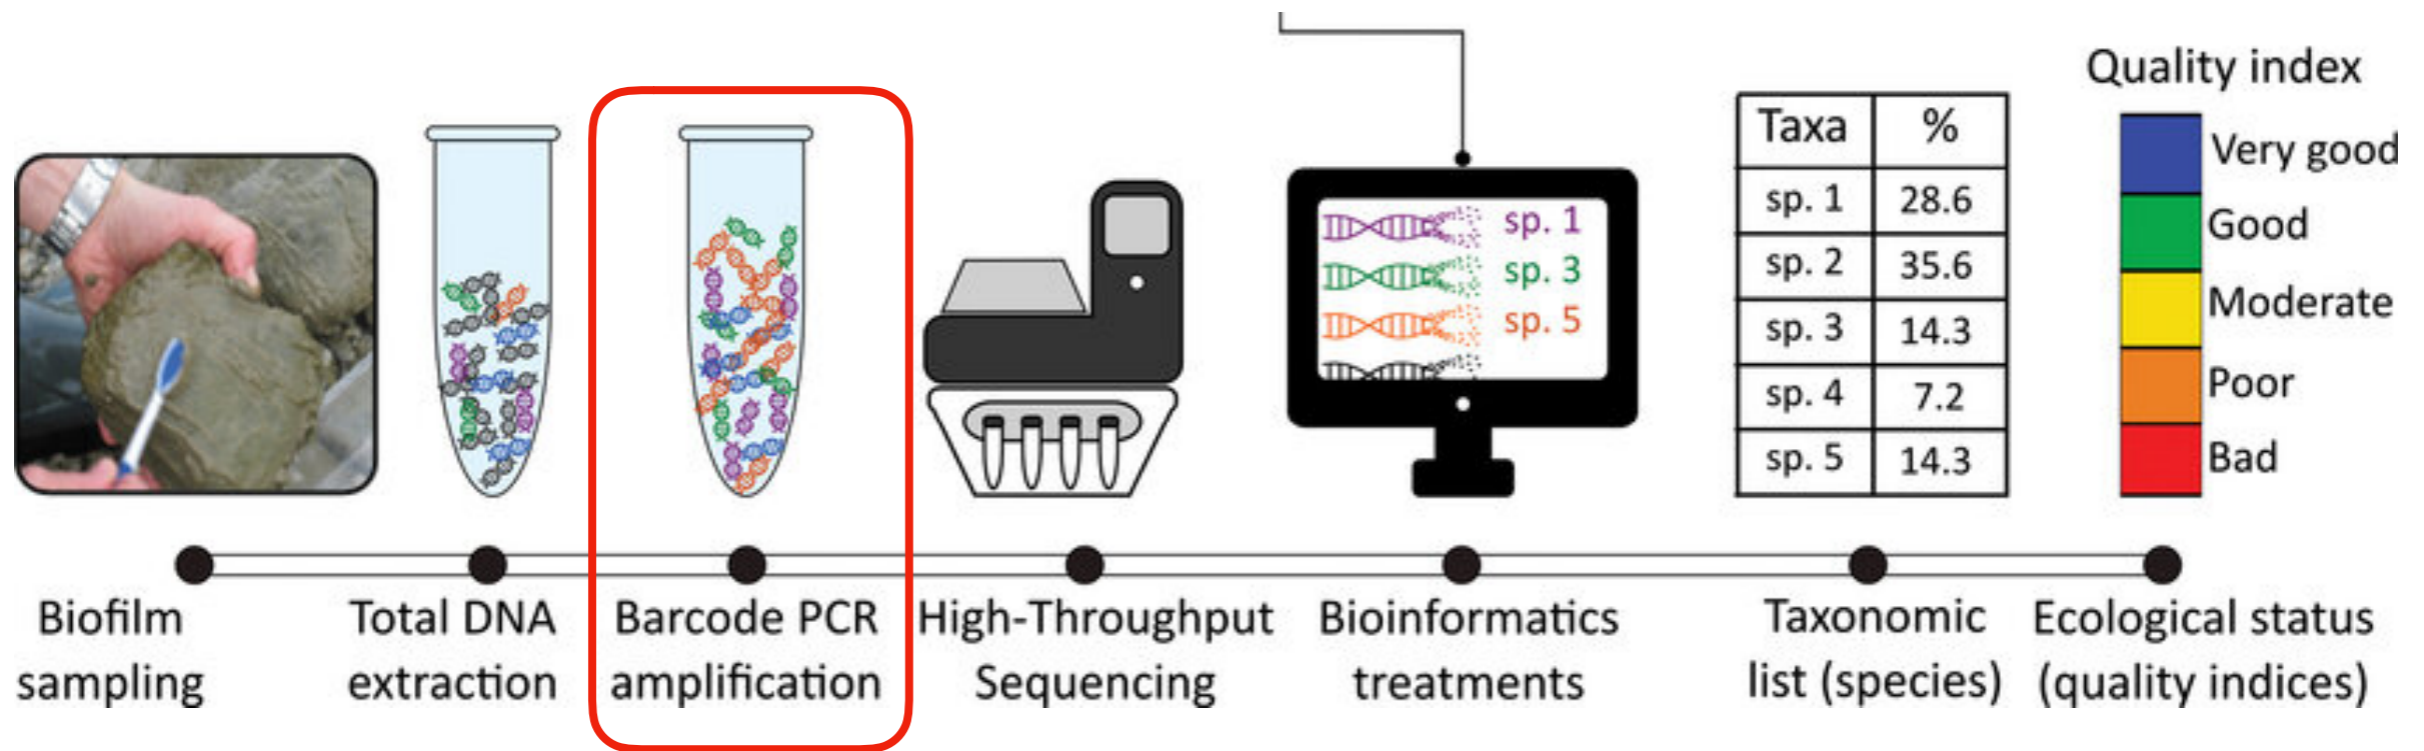 sp. 1
sp. 3
sp. 5
Taxa %
sp. 1 28.6
sp. 2 35.6
sp. 3 14.3
sp. 4 7.2
sp. 5 14.3
Quality index
Very good
Good
Moderate
Poor
Bad
Biofilm
sampling
Total DNA
extraction
Barcode PCR
amplification
High-Throughput
Sequencing
Bioinformatics
treatments
Taxonomic
list (species)
Ecological status
(quality indices)